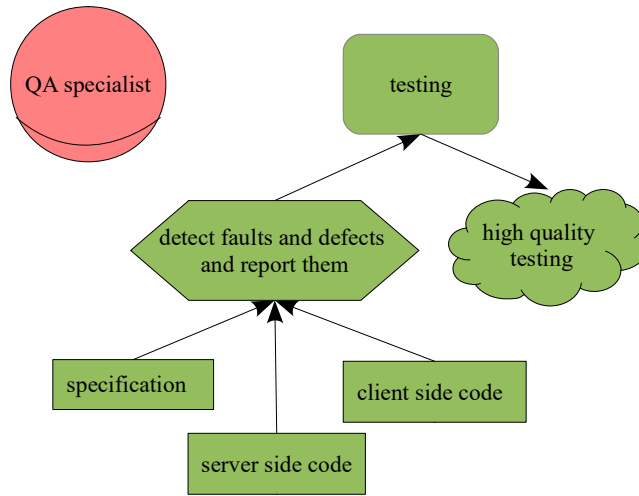 QA specialist
testing
detect faults and defects
and report them
high quality
testing
specification
client side code
server side code